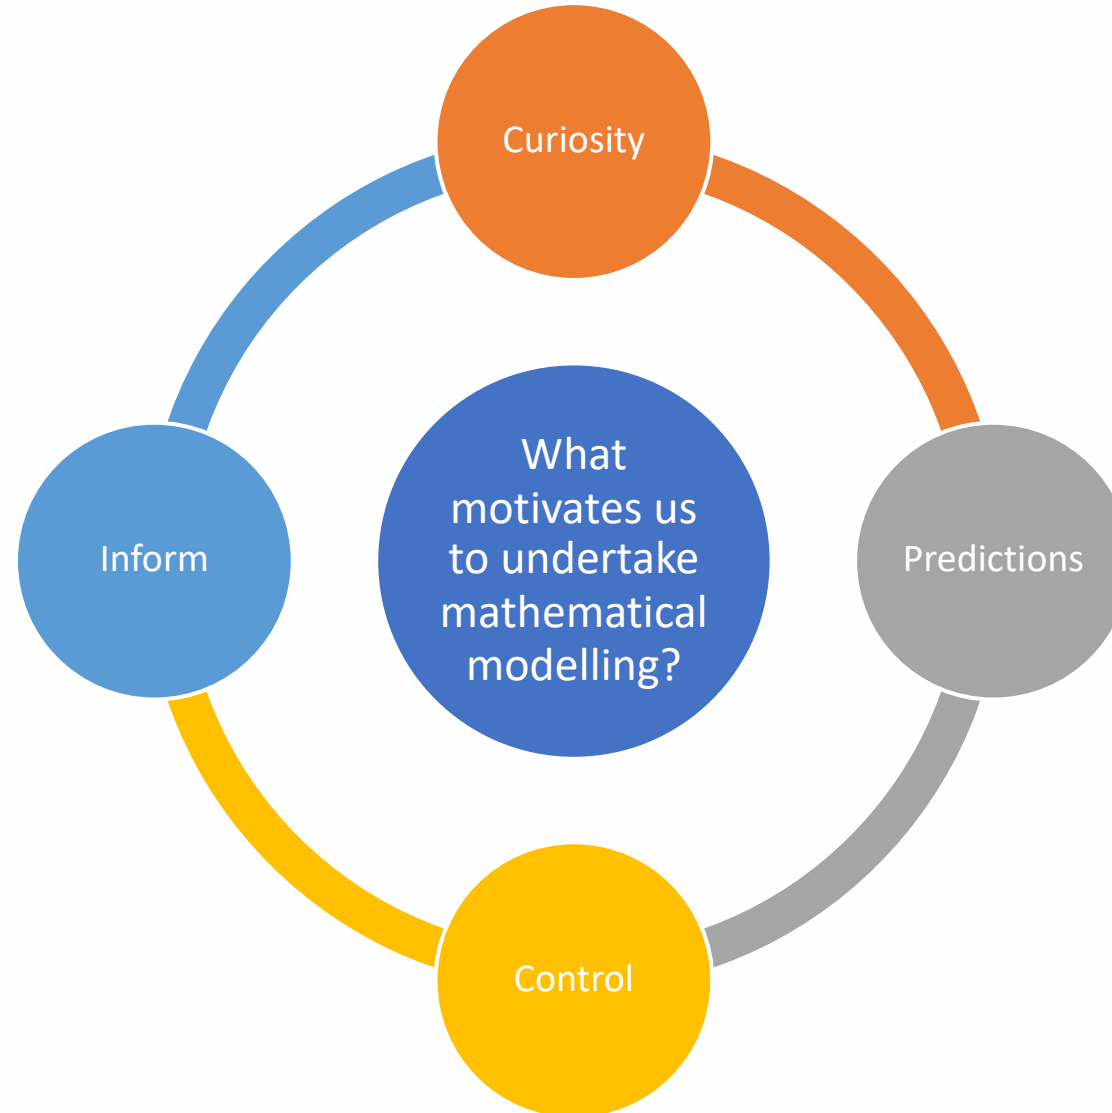 Curiosity
What
motivates us
to undertake
mathematical
modelling?
Inform
Predictions
Control